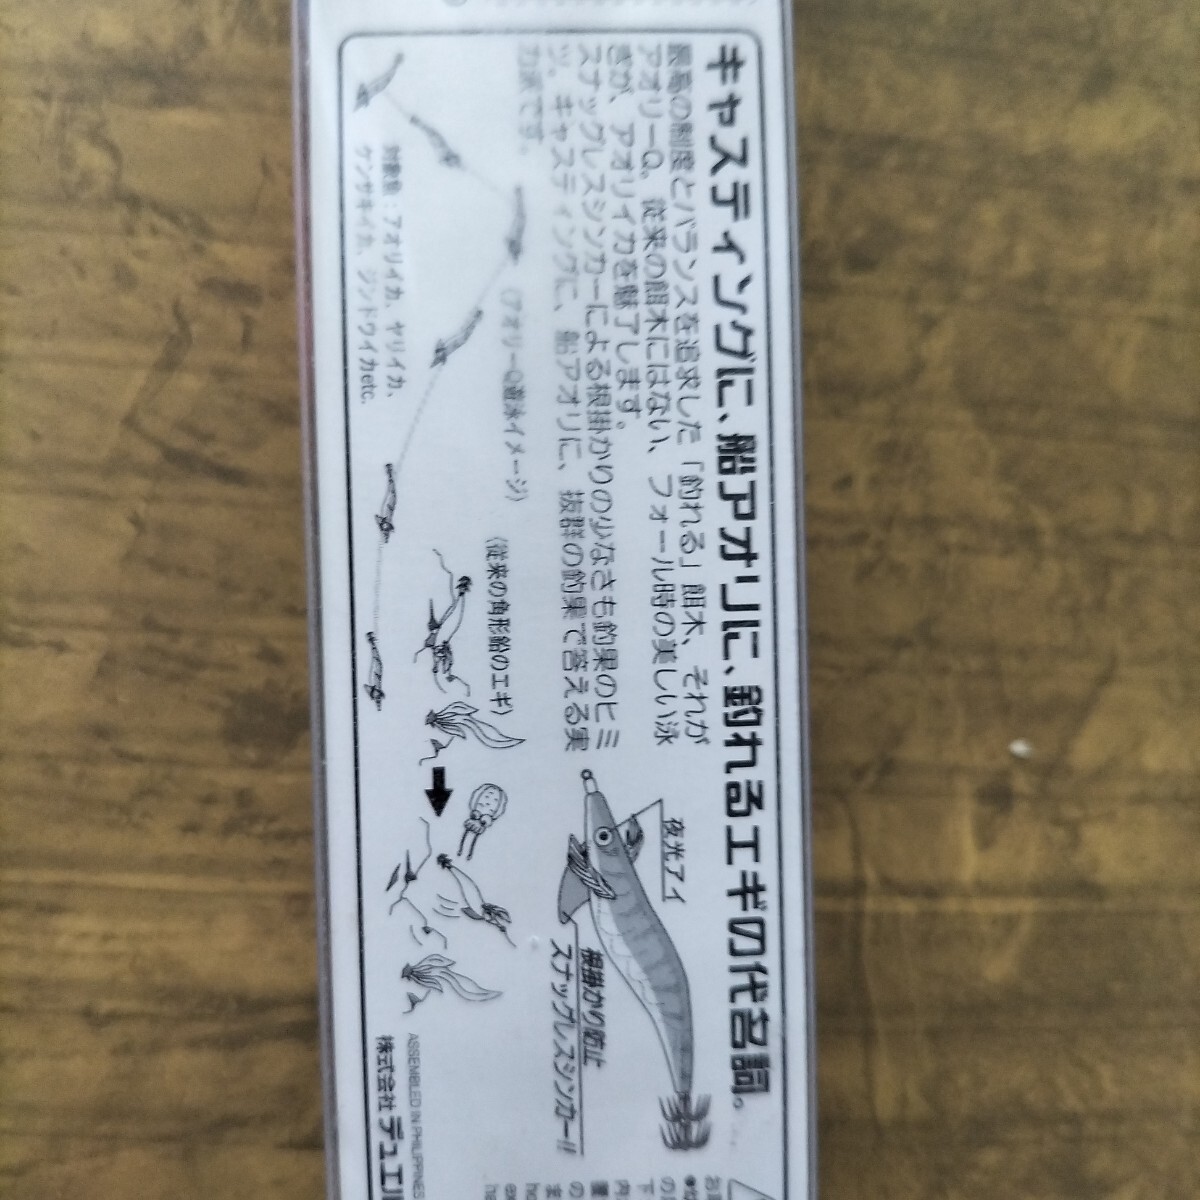 キャスティングに、船アオリに、釣れるエギの代名詞。
最高の制度とバランスを追求した「釣れる」餌木、それが
アオリーQ。従来の餌木にはない、フォール時の美しい泳
ぎが、アオリイカを魅了します。
スナッグレスシンカーによる根掛かりの少なさも釣果のヒミ
ツ。キャスティングに、船アオリに、抜群の釣果で答える実
力派です。
(アオリーQ遊泳イメージ)
〈従来の角形鉛のエギ〉
対象魚:アオリイカ、ヤリイカ、
ケンサキイカ、ジンドウイカetc.
夜光アイ
根掛かり防止
スナッグレスシンカー!!
ASSEMBLED IN PHILIPPINES
株式会社 デュエル